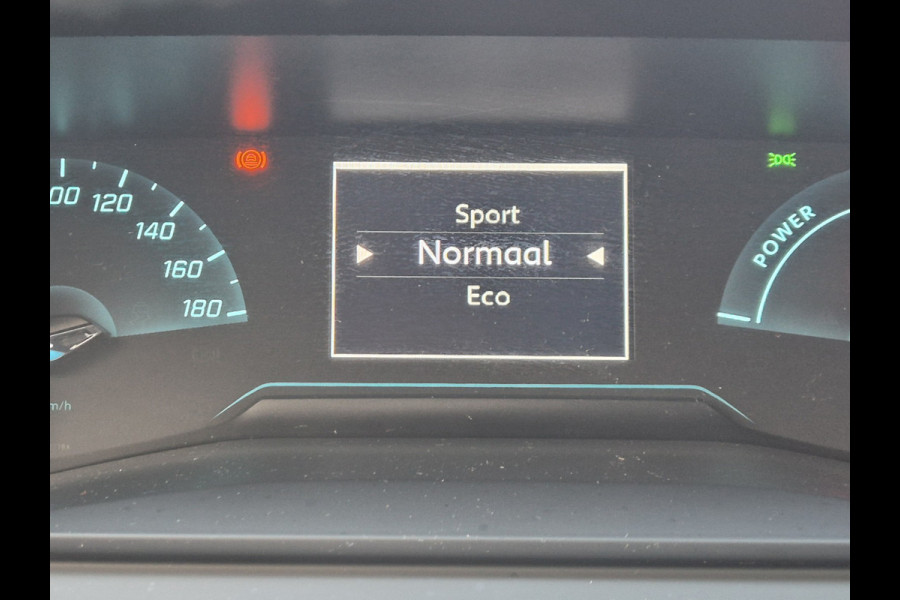 Sport
Normaal
Eco
00
120
140
160
180
m/h
POWER